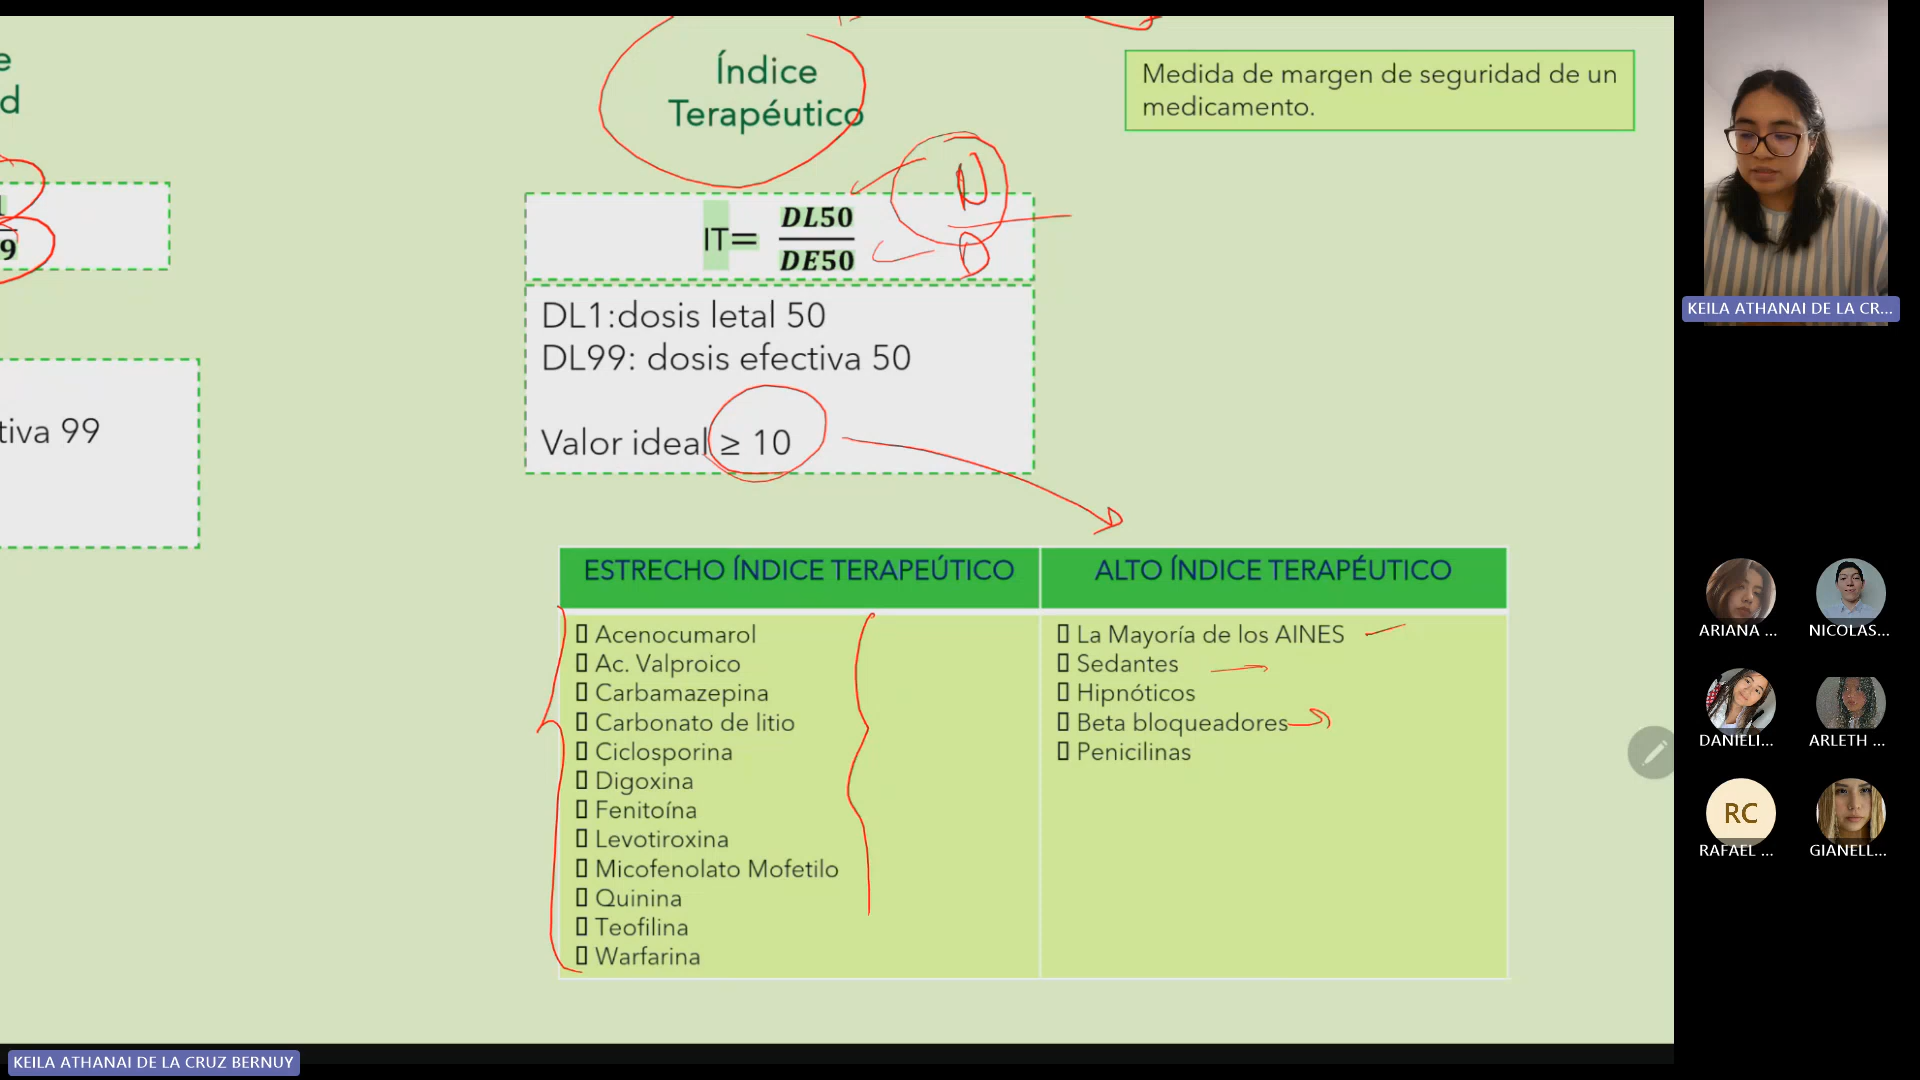 e
d
9
tiva 99
Índice
Terapéutico
Medida de margen de seguridad de un
medicamento.
IT= DL50
DE50
N
D
DL1:dosis letal 50
DL99: dosis efectiva 50
Valor ideal ≥ 10
ESTRECHO ÍNDICE TERAPEÚTICO
Acenocumarol
Ac. Valproico
Carbamazepina
Carbonato de litio
Ciclosporina
Digoxina
Fenitoína
Levotiroxina
Micofenolato Mofetilo
Quinina
Teofilina
Warfarina
ALTO ÍNDICE TERAPÉUTICO
La Mayoría de los AINES
Sedantes
Hipnóticos
Beta bloqueadores
Penicilinas
KEILA ATHANAI DE LA CR...
ARIANA ...
NICOLAS...
DANIELI...
ARLETH ...
RC
RAFAEL ...
GIANELL...
KEILA ATHANAI DE LA CRUZ BERNUY